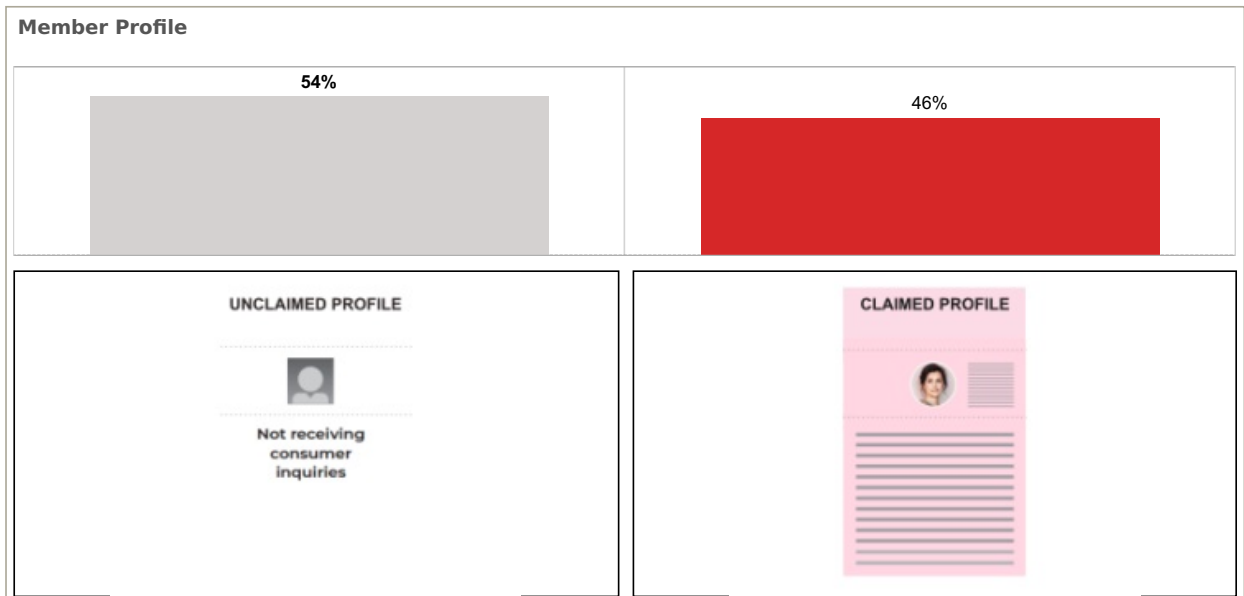 Member Profile
54%
46%
UNCLAIMED PROFILE
Not receiving
consumer
inquiries
CLAIMED PROFILE